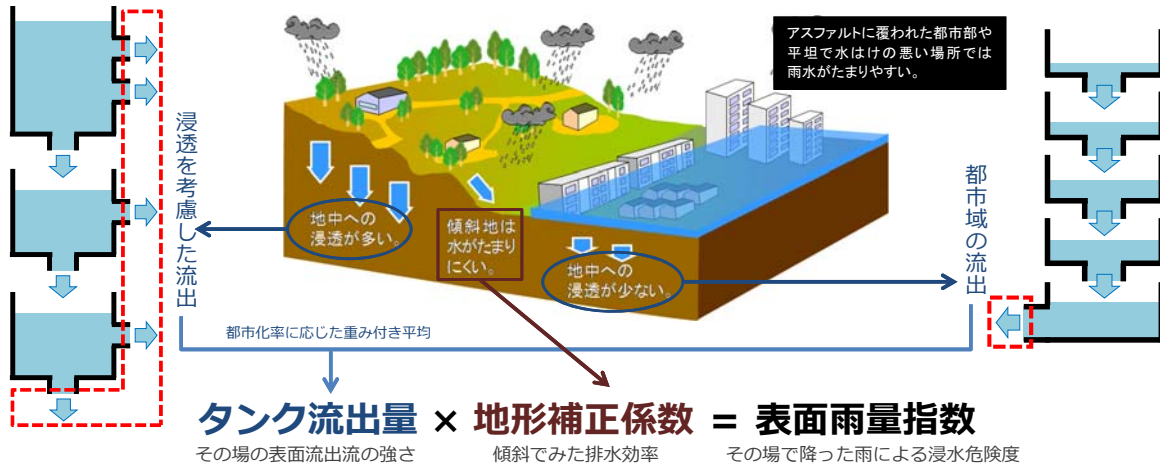 アスファルトに覆われた都市部や
平坦で水はけの悪い場所では
雨水がたまりやすい。
浸透を考慮した流出
地中への
浸透が多い。
傾斜地は
水がたまり
にくい。
地中への
浸透が少ない。
都市域の流出
都市化率に応じた重み付き平均
タンク流出量 × 地形補正係数 = 表面雨量指数
その場の表面流出流の強さ 傾斜でみた排水効率 その場で降った雨による浸水危険度